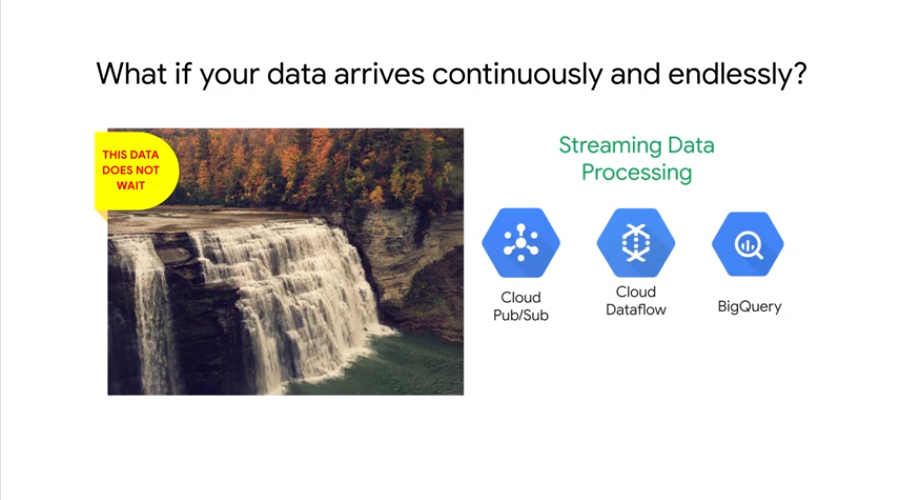 What if your data arrives continuously and endlessly?
THIS DATA
DOES NOT
WAIT
Streaming Data
Processing
Cloud
Pub/Sub
Cloud
Dataflow
BigQuery